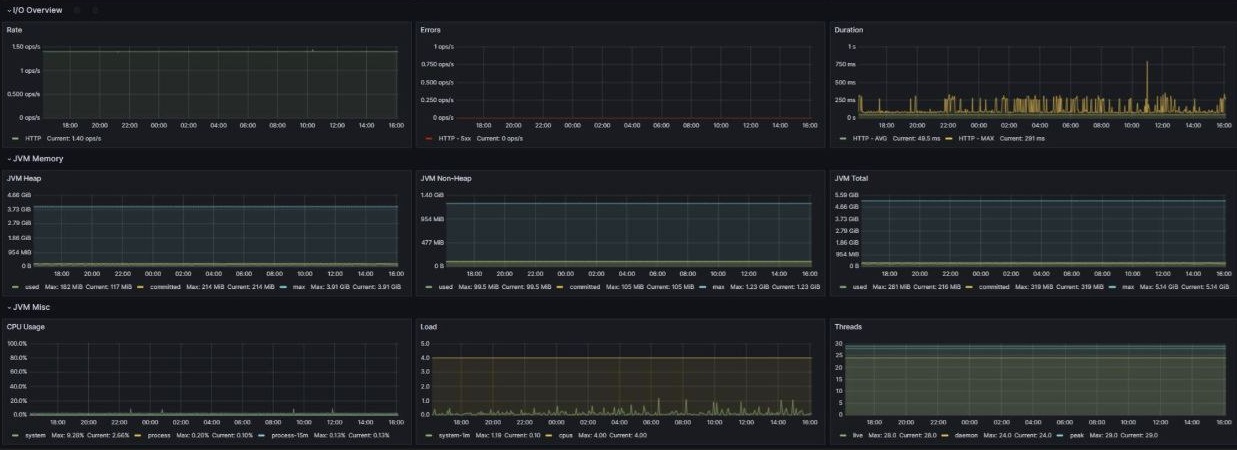 I/O Overview
Rate
1.50 ops/s
1 ops/s
0.500 ops/s
0 ops/s
18:00 20:00 22:00 00:00 02:00 04:00 06:00 08:00 10:00 12:00 14:00 16:00
HTTP Current: 1.40 ops/s
Errors
1 ops/s
0.750 ops/s
0.500 ops/s
0.250 ops/s
0 ops/s
18:00 20:00 22:00 00:00 02:00 04:00 06:00 08:00 10:00 12:00 14:00 16:00
HTTP - 5xx Current: 0 ops/s
Duration
1 s
750 ms
500 ms
250 ms
0 s
18:00 20:00 22:00 00:00 02:00 04:00 06:00 08:00 10:00 12:00 14:00 16:00
HTTP - AVG Current: 49.5 ms HTTP - MAX Current: 291 ms
JVM Memory
JVM Heap
4.66 GiB
3.73 GiB
2.79 GiB
1.86 GiB
954 MiB
0 B
18:00 20:00 22:00 00:00 02:00 04:00 06:00 08:00 10:00 12:00 14:00 16:00
used Max: 182 MiB Current: 117 MiB committed Max: 214 MiB Current: 214 MiB max Max: 3.91 GiB Current: 3.91 GiB
JVM Non-Heap
1.40 GiB
954 MiB
477 MiB
0 B
18:00 20:00 22:00 00:00 02:00 04:00 06:00 08:00 10:00 12:00 14:00 16:00
used Max: 99.5 MiB Current: 99.5 MiB committed Max: 105 MiB Current: 105 MiB max Max: 1.23 GiB Current: 1.23 GiB
JVM Total
5.59 GiB
4.66 GiB
3.73 GiB
2.79 GiB
1.86 GiB
954 MiB
0 B
18:00 20:00 22:00 00:00 02:00 04:00 06:00 08:00 10:00 12:00 14:00 16:00
used Max: 281 MiB Current: 216 MiB committed Max: 319 MiB Current: 319 MiB max Max: 5.14 GiB Current: 5.14 GiB
JVM Misc
CPU Usage
100.0%
80.0%
60.0%
40.0%
20.0%
0.0%
18:00 20:00 22:00 00:00 02:00 04:00 06:00 08:00 10:00 12:00 14:00 16:00
system Max: 9.28% Current: 2.66% process Max: 0.20% Current: 0.10% process-15m Max: 0.13% Current: 0.13%
Load
5.0
4.0
3.0
2.0
1.0
0.0
18:00 20:00 22:00 00:00 02:00 04:00 06:00 08:00 10:00 12:00 14:00 16:00
system-1m Max: 1.19 Current: 0.10 cpus Max: 4.00 Current: 4.00
Threads
30
25
20
15
10
5
0
18:00 20:00 22:00 00:00 02:00 04:00 06:00 08:00 10:00 12:00 14:00 16:00
live Max: 28.0 Current: 28.0 daemon Max: 24.0 Current: 24.0 peak Max: 29.0 Current: 29.0